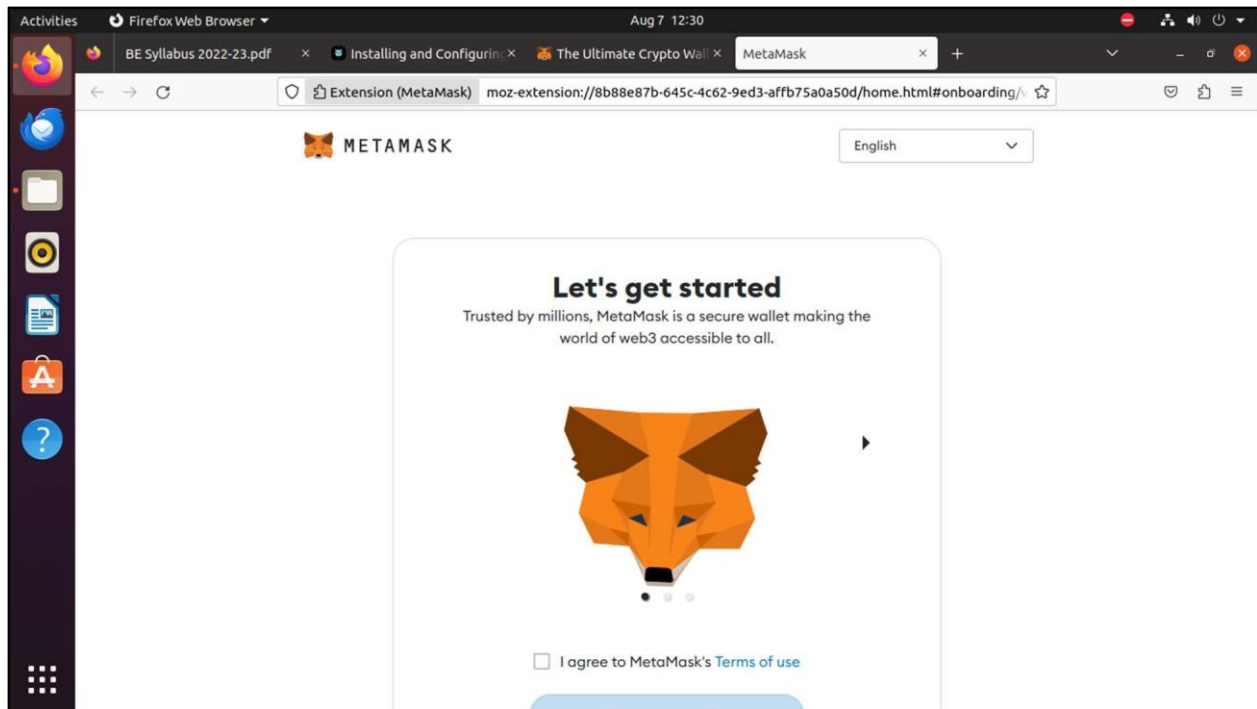 Activities Firefox Web Browser Aug 7 12:30
BE Syllabus 2022-23.pdf × Installing and Configuring × The Ultimate Crypto Wall × MetaMask × +
Extension (MetaMask) moz-extension://8b88e87b-645c-4c62-9ed3-affb75a0a50d/home.html#onboarding/
METAMASK
English
Let's get started
Trusted by millions, MetaMask is a secure wallet making the
world of web3 accessible to all.
I agree to MetaMask's Terms of use